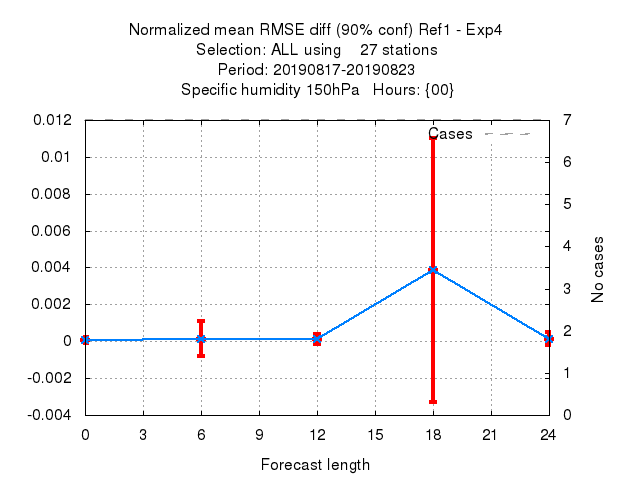 Normalized mean RMSE diff (90% conf) Ref1 - Exp4
Selection: ALL using    27 stations
Period: 20190817-20190823
Specific humidity 150hPa   Hours: {00}
Cases
0.012
0.01
0.008
0.006
0.004
0.002
0
-0.002
-0.004
7
6
5
4
3
2
1
0
No cases
0 3 6 9 12 15 18 21 24
Forecast length